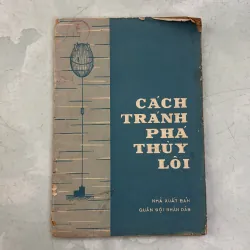 CÁCH
TRÁNH
PHÁ
THỦY
LÔI
NHÀ XUẤT BẢN
QUÂN ĐỘI NHÂN DÂN